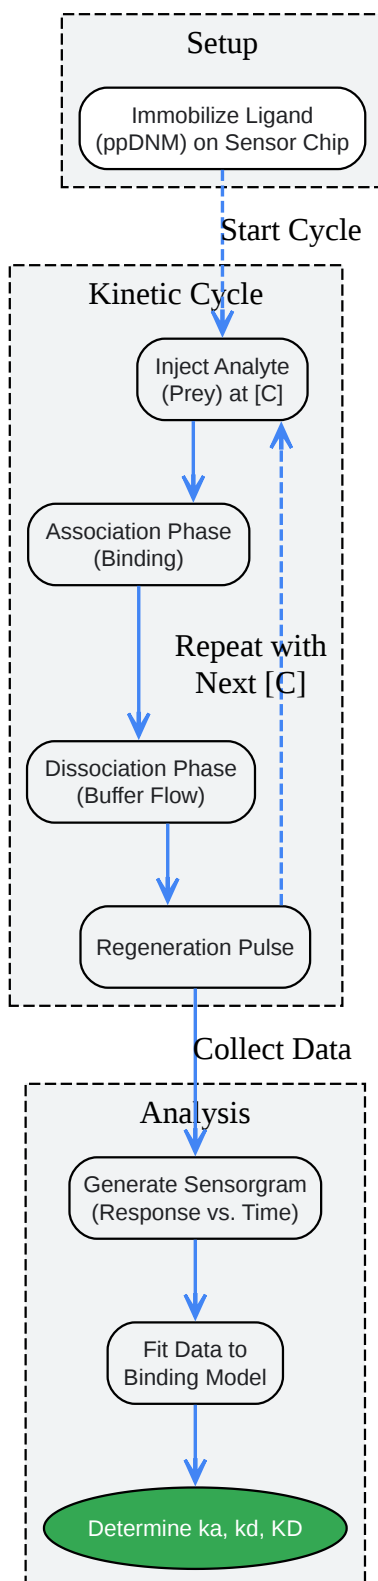 Setup
Immobilize Ligand
(ppDNM) on Sensor Chip
Start Cycle
Kinetic Cycle
Inject Analyte
(Prey) at [C]
Association Phase
(Binding)
Repeat with
Next [C]
Dissociation Phase
(Buffer Flow)
Regeneration Pulse
Collect Data
Analysis
Generate Sensorgram
(Response vs. Time)
Fit Data to
Binding Model
Determine ka, kd, KD